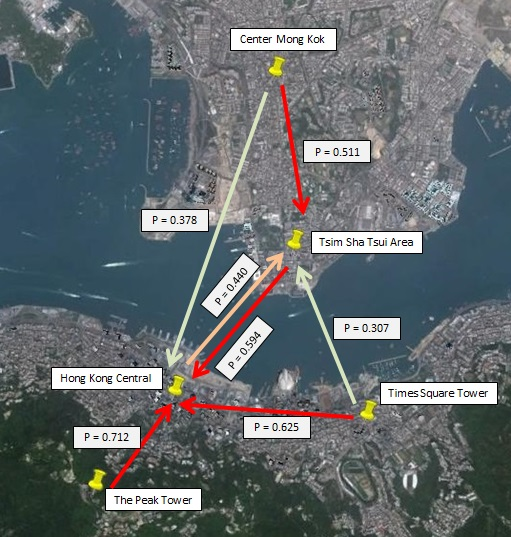 Center Mong Kok
P = 0.511
P = 0.378
Tsim Sha Tsui Area
P = 0.440
P = 0.594
P = 0.307
Hong Kong Central
Times Square Tower
P = 0.625
P = 0.712
The Peak Tower